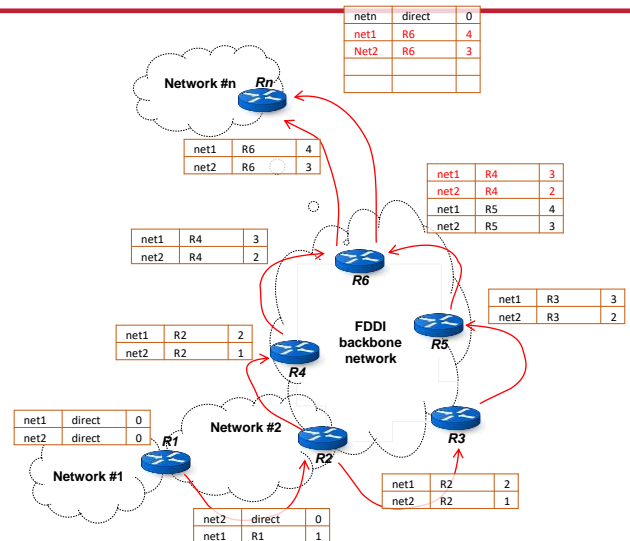 netn direct 0
net1 R6 4
Net2 R6 3
Network #n
Rn
net1 R6 4
net2 R6 3
net1 R4 3
net2 R4 2
net1 R5 4
net2 R5 3
net1 R4 3
net2 R4 2
R6
net1 R3 3
net2 R3 2
FDDI
backbone
network
net1 R2 2
net2 R2 1
R5
R4
net1 direct 0
net2 direct 0
R1
Network #2
R3
R2
Network #1
net1 R2 2
net2 R2 1
net2 direct 0
net1 R1 1